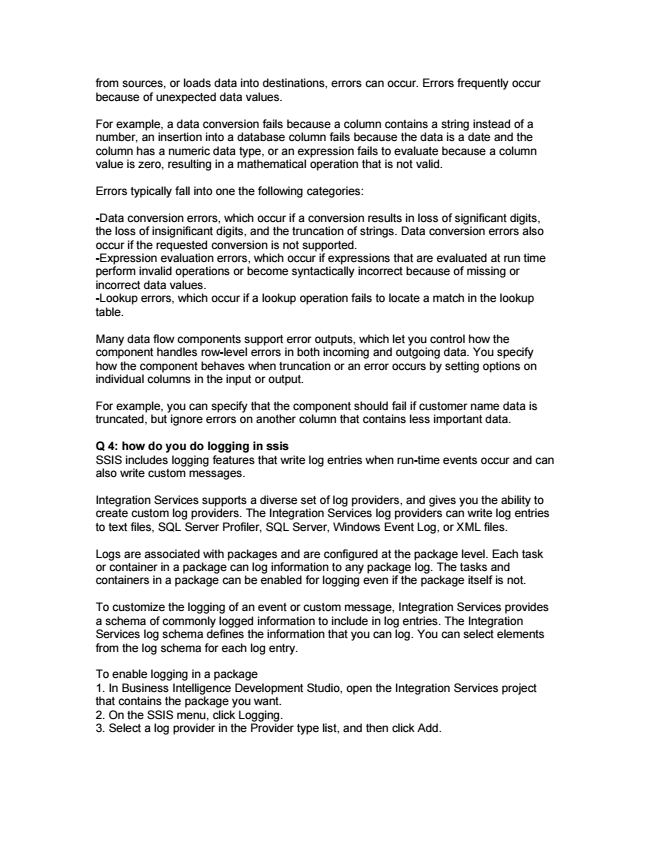 from sources, or loads data into destinations, errors can occur. Errors frequently occur
because of unexpected data values.
For example, a data conversion fails because a column contains a string instead of a
number, an insertion into a database column fails because the data is a date and the
column has a numeric data type, or an expression fails to evaluate because a column
value is zero, resulting in a mathematical operation that is not valid.
Errors typically fall into one the following categories:
-Data conversion errors, which occur if a conversion results in loss of significant digits,
the loss of insignificant digits, and the truncation of strings. Data conversion errors also
occur if the requested conversion is not supported.
-Expression evaluation errors, which occur if expressions that are evaluated at run time
perform invalid operations or become syntactically incorrect because of missing or
incorrect data values.
-Lookup errors, which occur if a lookup operation fails to locate a match in the lookup
table.
Many data flow components support error outputs, which let you control how the
component handles row-level errors in both incoming and outgoing data. You specify
how the component behaves when truncation or an error occurs by setting options on
individual columns in the input or output.
For example, you can specify that the component should fail if customer name data is
truncated, but ignore errors on another column that contains less important data.
Q 4: how do you do logging in ssis
SSIS includes logging features that write log entries when run-time events occur and can
also write custom messages.
Integration Services supports a diverse set of log providers, and gives you the ability to
create custom log providers. The Integration Services log providers can write log entries
to text files, SQL Server Profiler, SQL Server, Windows Event Log, or XML files.
Logs are associated with packages and are configured at the package level. Each task
or container in a package can log information to any package log. The tasks and
containers in a package can be enabled for logging even if the package itself is not.
To customize the logging of an event or custom message, Integration Services provides
a schema of commonly logged information to include in log entries. The Integration
Services log schema defines the information that you can log. You can select elements
from the log schema for each log entry.
To enable logging in a package
1. In Business Intelligence Development Studio, open the Integration Services project
that contains the package you want.
2. On the SSIS menu, click Logging.
3. Select a log provider in the Provider type list, and then click Add.